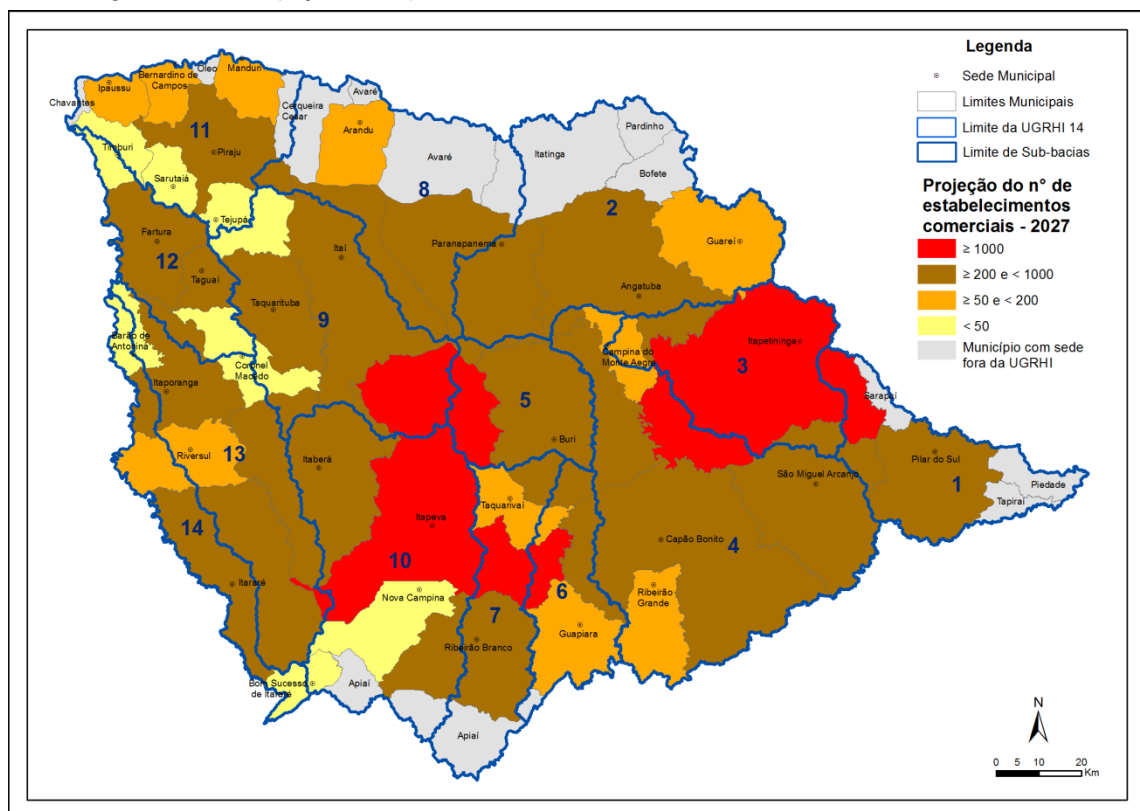 Legenda
Sede Municipal
Limites Municipais
Limite da UGRHI 14
Limite de Sub-bacias
Projeção do n° de
estabelecimentos
comerciais - 2027
≥ 1000
≥ 200 e < 1000
≥ 50 e < 200
< 50
Município com sede
fora da UGRHI
Óleo
Manduri
Bernardino de
Campos
Ipaussu
Chavantes
Cerqueira
Cesar
Avaré
Arandu
11
Piraju
Timburi
Sarutaiá
Tejupá
Avaré
8
Itatinga
Pardinho
Bofete
2
Guareí
Paranapanema
Angatuba
Fartura
12
Taguaí
Itaí
Taquarituba
9
Barão de
Antonina
Coronel
Macedo
Itaporanga
Campina do
Monte Aegre
Itapetininga
3
Sarapuí
5
Buri
Riversul
13
Itaberá
Pilar do Sul
São Miguel Arcanjo
1
Piedade
Tapiraí
Taquarivaí
Itapeva
14
10
Capão Bonito
4
Itararé
Nova Campina
6
Ribeirão
Grande
7
Ribeirão Branco
Guapiara
Bom Sucesso
de Itararé
Apiaí
Apiaí
N
0 5 10 20
Km